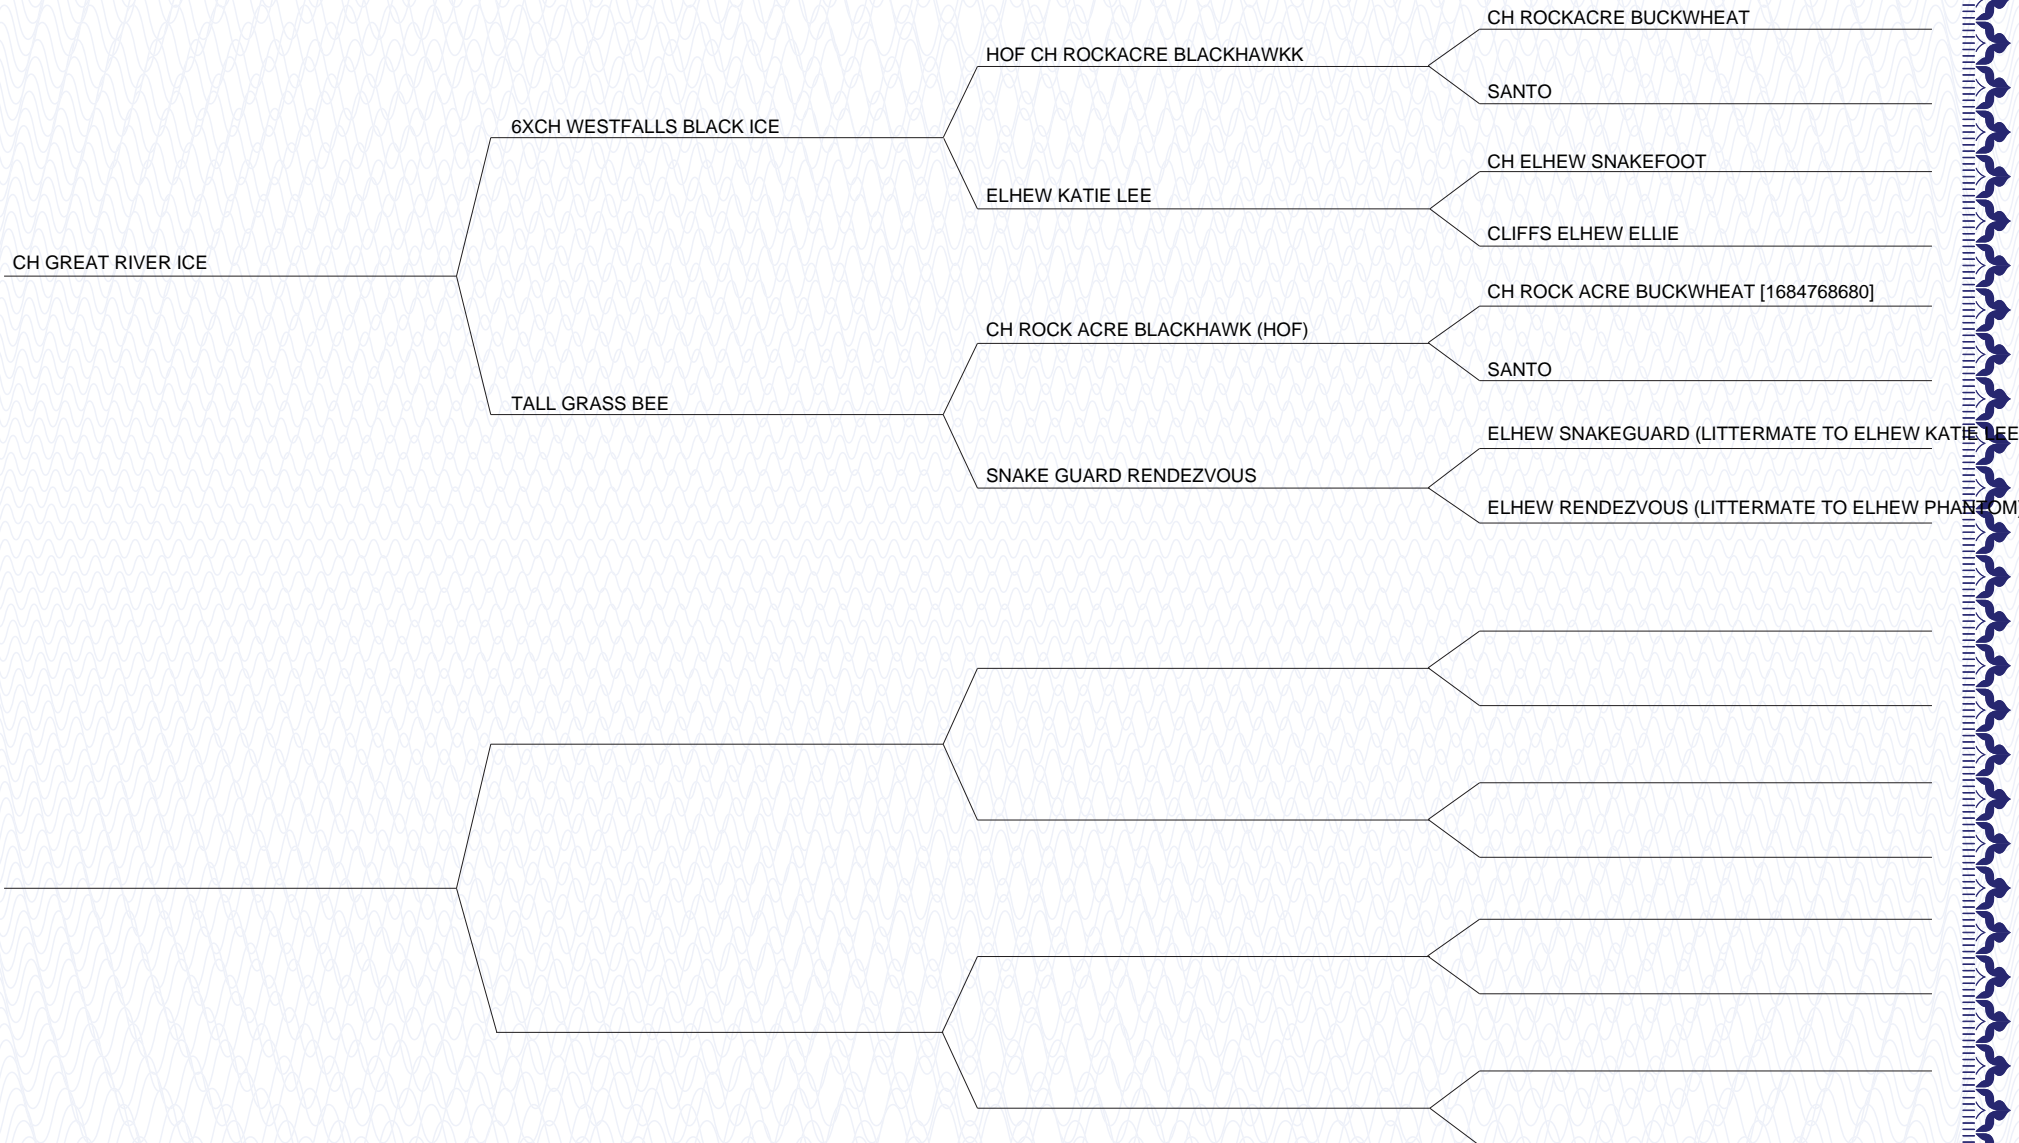 CH ROCKACRE BUCKWHEAT
HOF CH ROCKACRE BLACKHAWKK
SANTO
6XCH WESTFALLS BLACK ICE
CH ELHEW SNAKEFOOT
ELHEW KATIE LEE
CLIFFS ELHEW ELLIE
CH GREAT RIVER ICE
CH ROCK ACRE BUCKWHEAT [1684768680]
CH ROCK ACRE BLACKHAWK (HOF)
SANTO
TALL GRASS BEE
ELHEW SNAKEGUARD (LITTERMATE TO ELHEW KATIE LEE
SNAKE GUARD RENDEZVOUS
ELHEW RENDEZVOUS (LITTERMATE TO ELHEW PHANTOM)